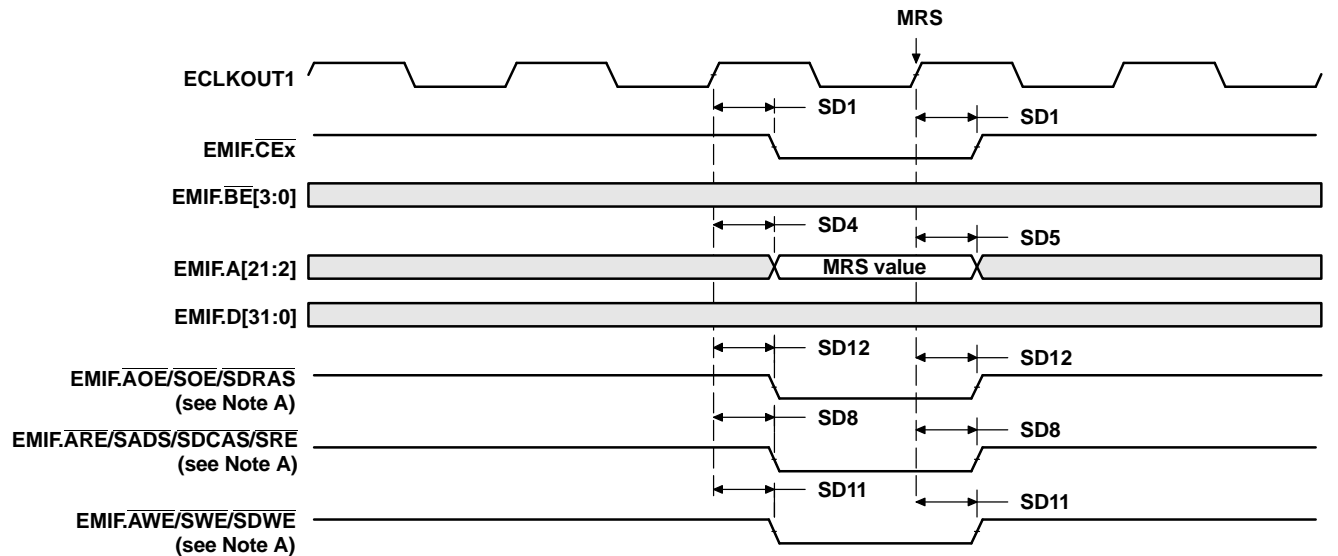 MRS
ECLKOUT1
SD1
SD1
EMIF.CEx
EMIF.BE[3:0]
SD4
SD5
EMIF.A[21:2]
MRS value
EMIF.D[31:0]
SD12
SD12
EMIF.AOE/SOE/SDRAS
(see Note A)
SD8
SD8
EMIF.ARE/SADS/SDCAS/SRE
(see Note A)
SD11
SD11
EMIF.AWE/SWE/SDWE
(see Note A)